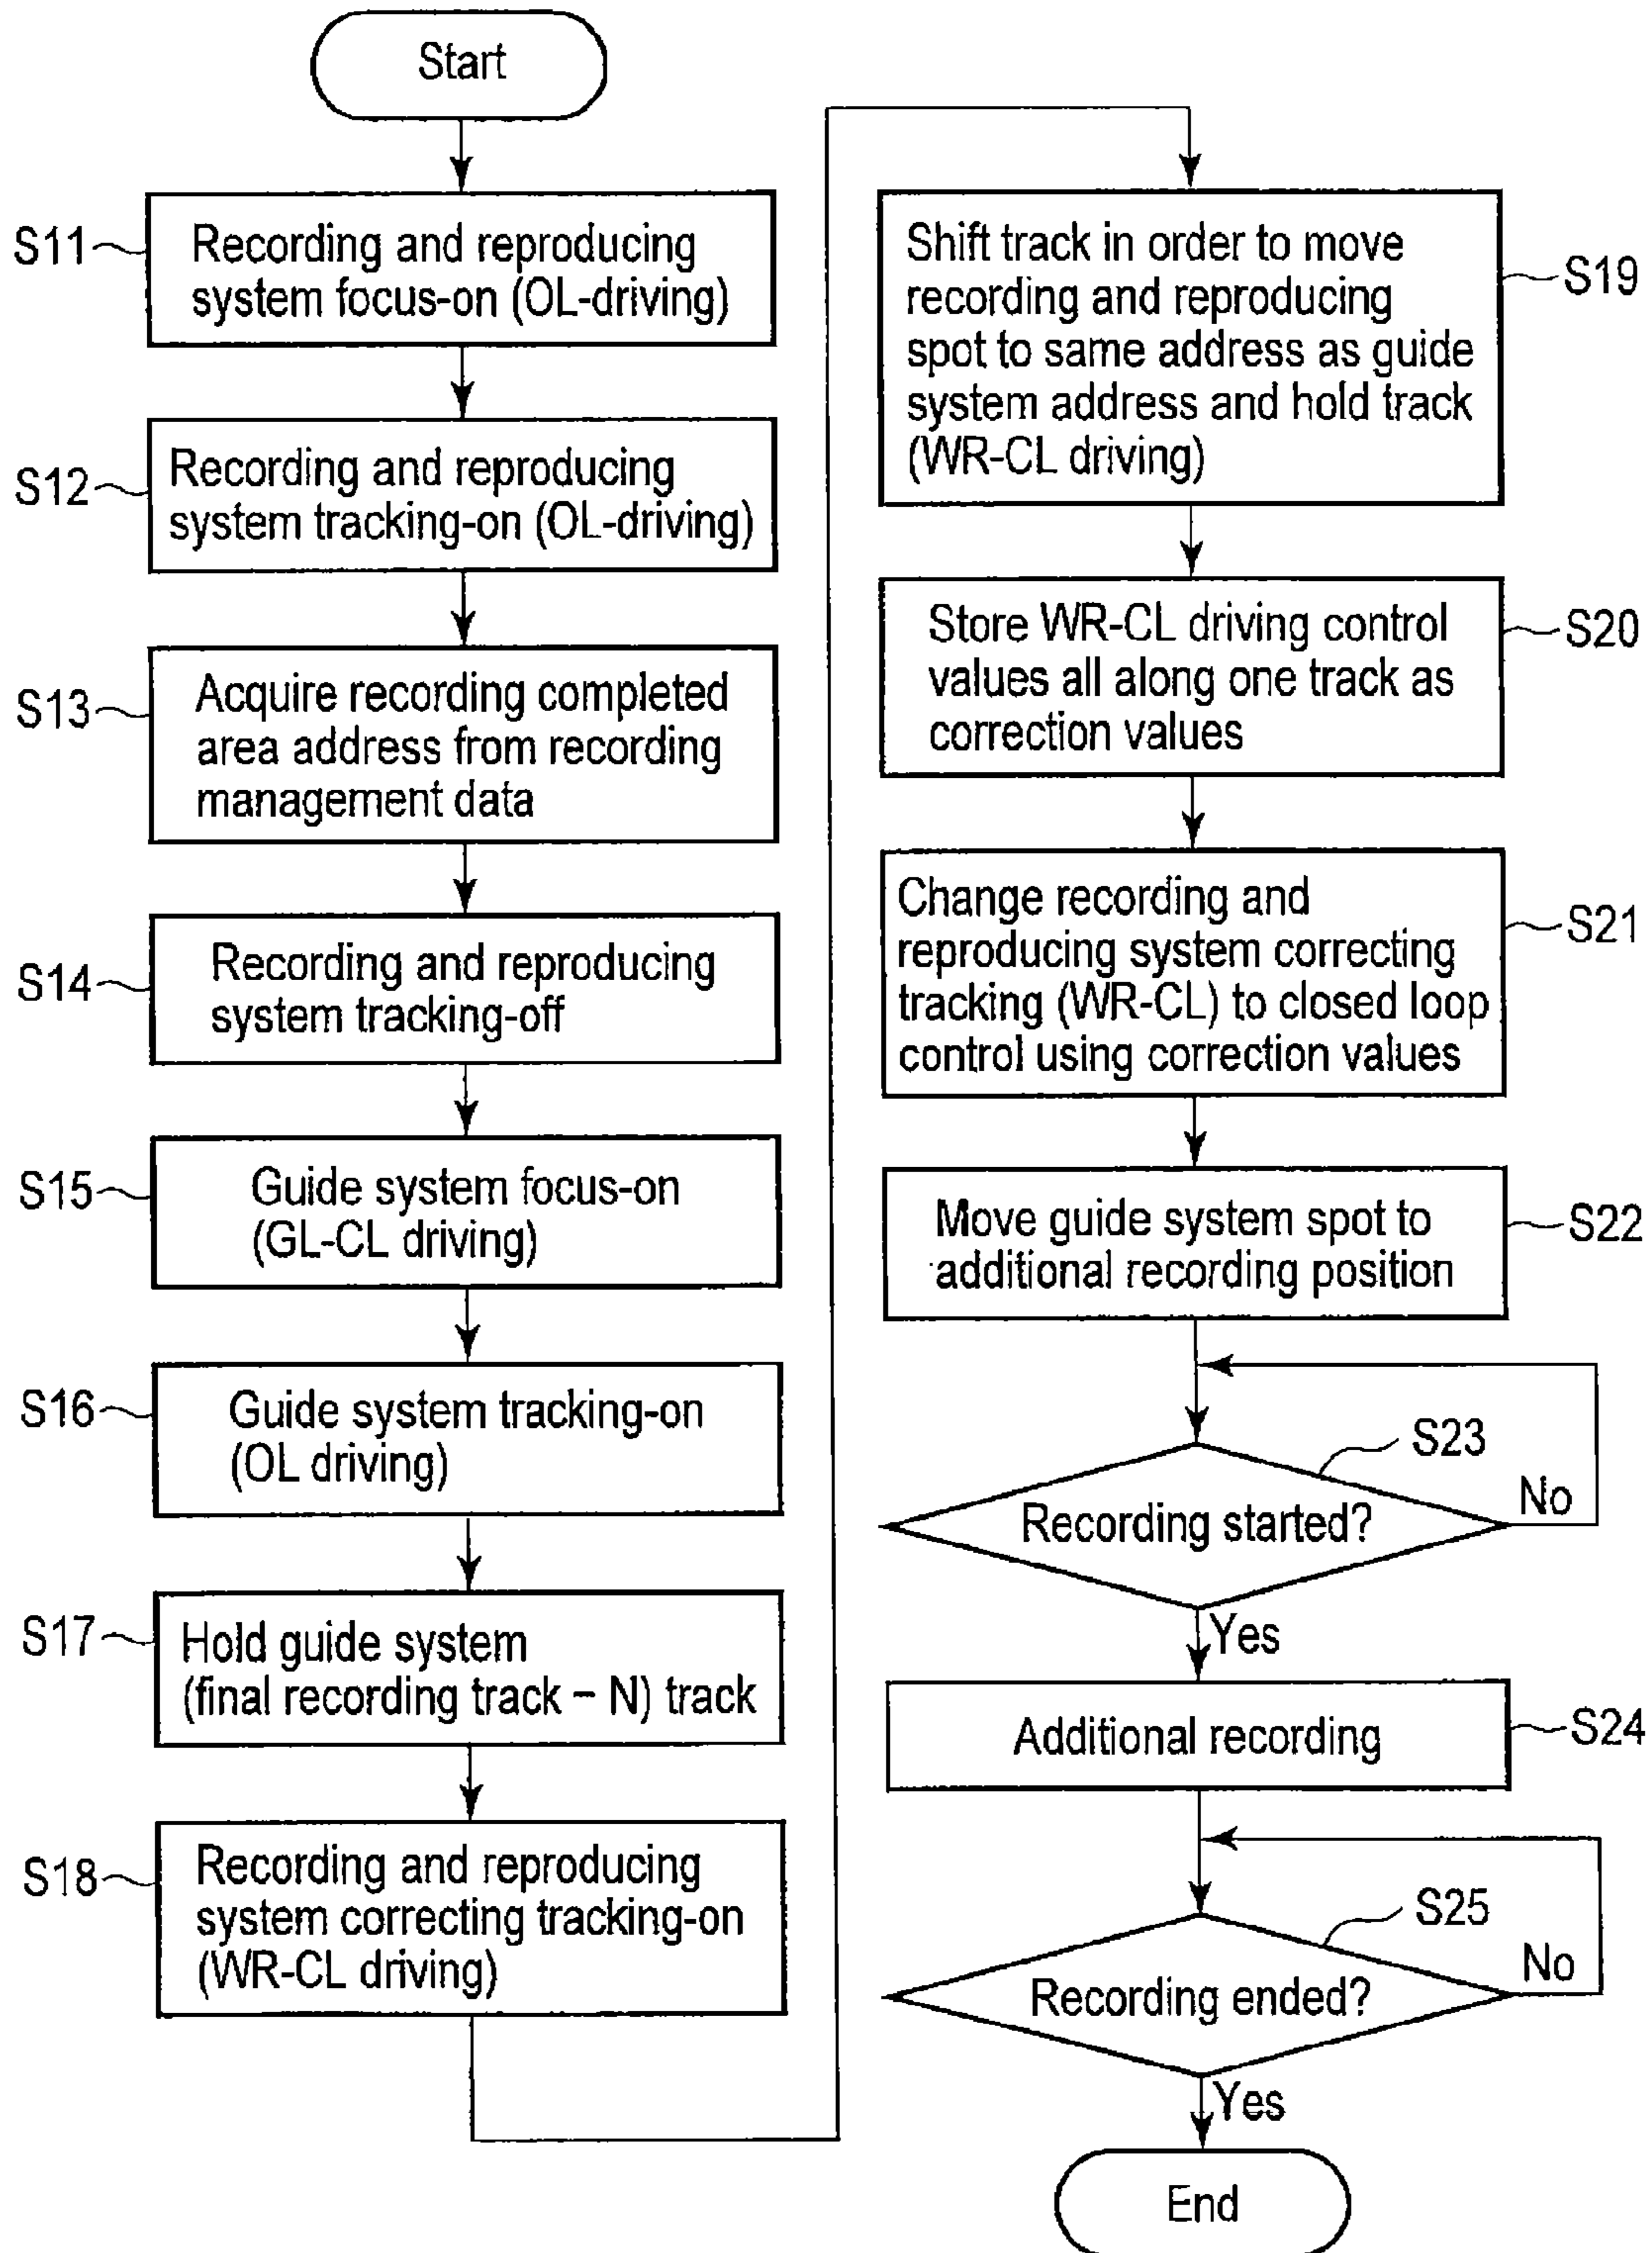 Start
S11
Recording and reproducing
system focus-on (OL-driving)
S12
Recording and reproducing
system tracking-on (OL-driving)
S13
Acquire recording completed
area address from recording
management data
S14
Recording and reproducing
system tracking-off
S15
Guide system focus-on
(GL-CL driving)
S16
Guide system tracking-on
(OL driving)
S17
Hold guide system
(final recording track – N) track
S18
Recording and reproducing
system correcting tracking-on
(WR-CL driving)
Shift track in order to move
recording and reproducing
spot to same address as guide
system address and hold track
(WR-CL driving)
S19
Store WR-CL driving control
values all along one track as
correction values
S20
Change recording and
reproducing system correcting
tracking (WR-CL) to closed loop
control using correction values
S21
Move guide system spot to
additional recording position
S22
S23
Recording started?
No
Yes
Additional recording
S24
S25
Recording ended?
No
Yes
End